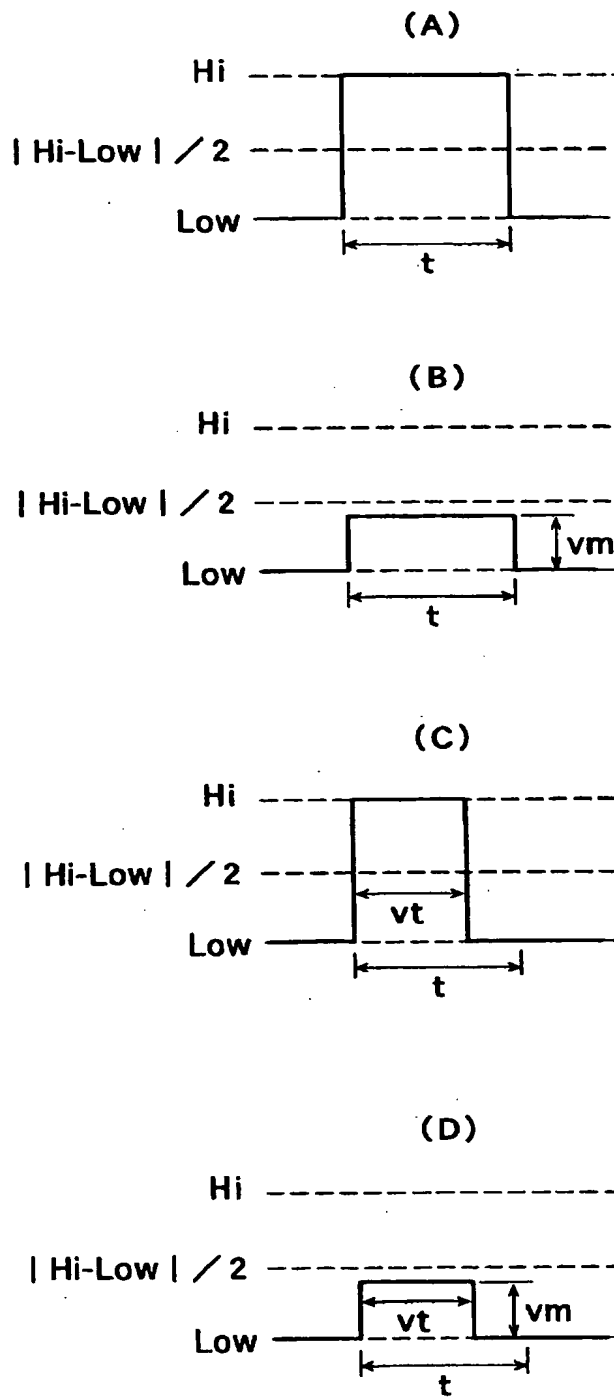 (A)
Hi
| Hi-Low | / 2
Low
t
(B)
Hi
| Hi-Low | / 2
vm
Low
t
(C)
Hi
| Hi-Low | / 2
vt
Low
t
(D)
Hi
| Hi-Low | / 2
vt vm
Low
t